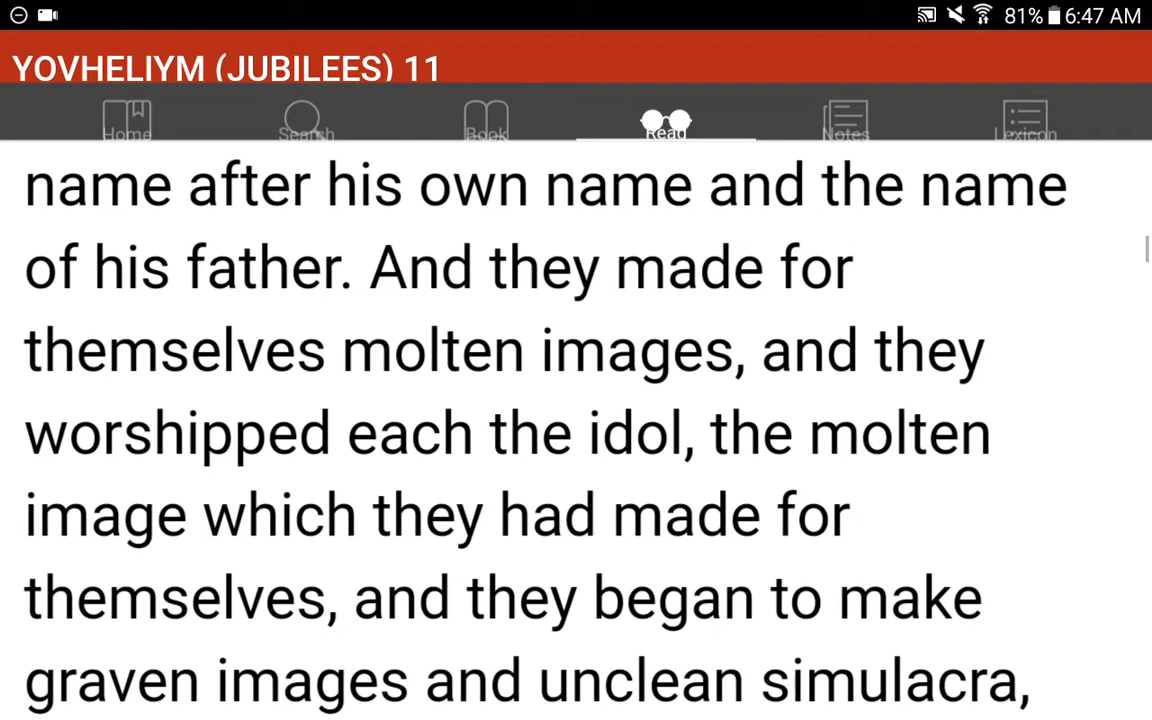 81% 6:47 AM
YOVHELIYM (JUBILEES) 11
Home Search Book Read Notes Lexicon
name after his own name and the name
of his father. And they made for
themselves molten images, and they
worshipped each the idol, the molten
image which they had made for
themselves, and they began to make
graven images and unclean simulacra,